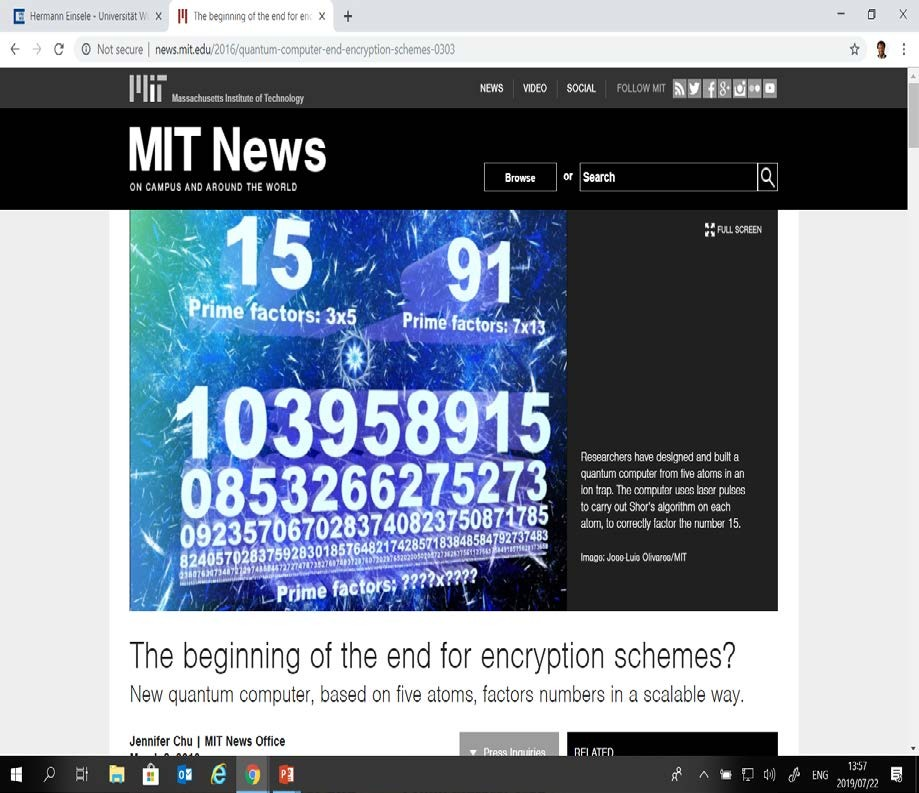 Hermann Einsele - Universität W
The beginning of the end for enc
Not secure | news.mit.edu/2016/quantum-computer-end-encryption-schemes-0303
Massachusetts Institute of Technology
NEWS VIDEO SOCIAL FOLLOW MIT
MIT News
ON CAMPUS AND AROUND THE WORLD
Browse or Search
FULL SCREEN
15
Prime factors: 3x5
91
Prime factors: 7x13
103958915
0853266275273
092357067028374082375087 1785
Prime factors: ????x????
Researchers have designed and built a
quantum computer from five atoms in an
ion trap. The computer uses laser pulses
to carry out Shor's algorithm on each
atom, to correctly factor the number 15.
Image: Jose-Luis Olivares/MIT
The beginning of the end for encryption schemes?
New quantum computer, based on five atoms, factors numbers in a scalable way.
Jennifer Chu | MIT News Office
Press Inquiries
RELATED
ENG
13:57
2019/07/22